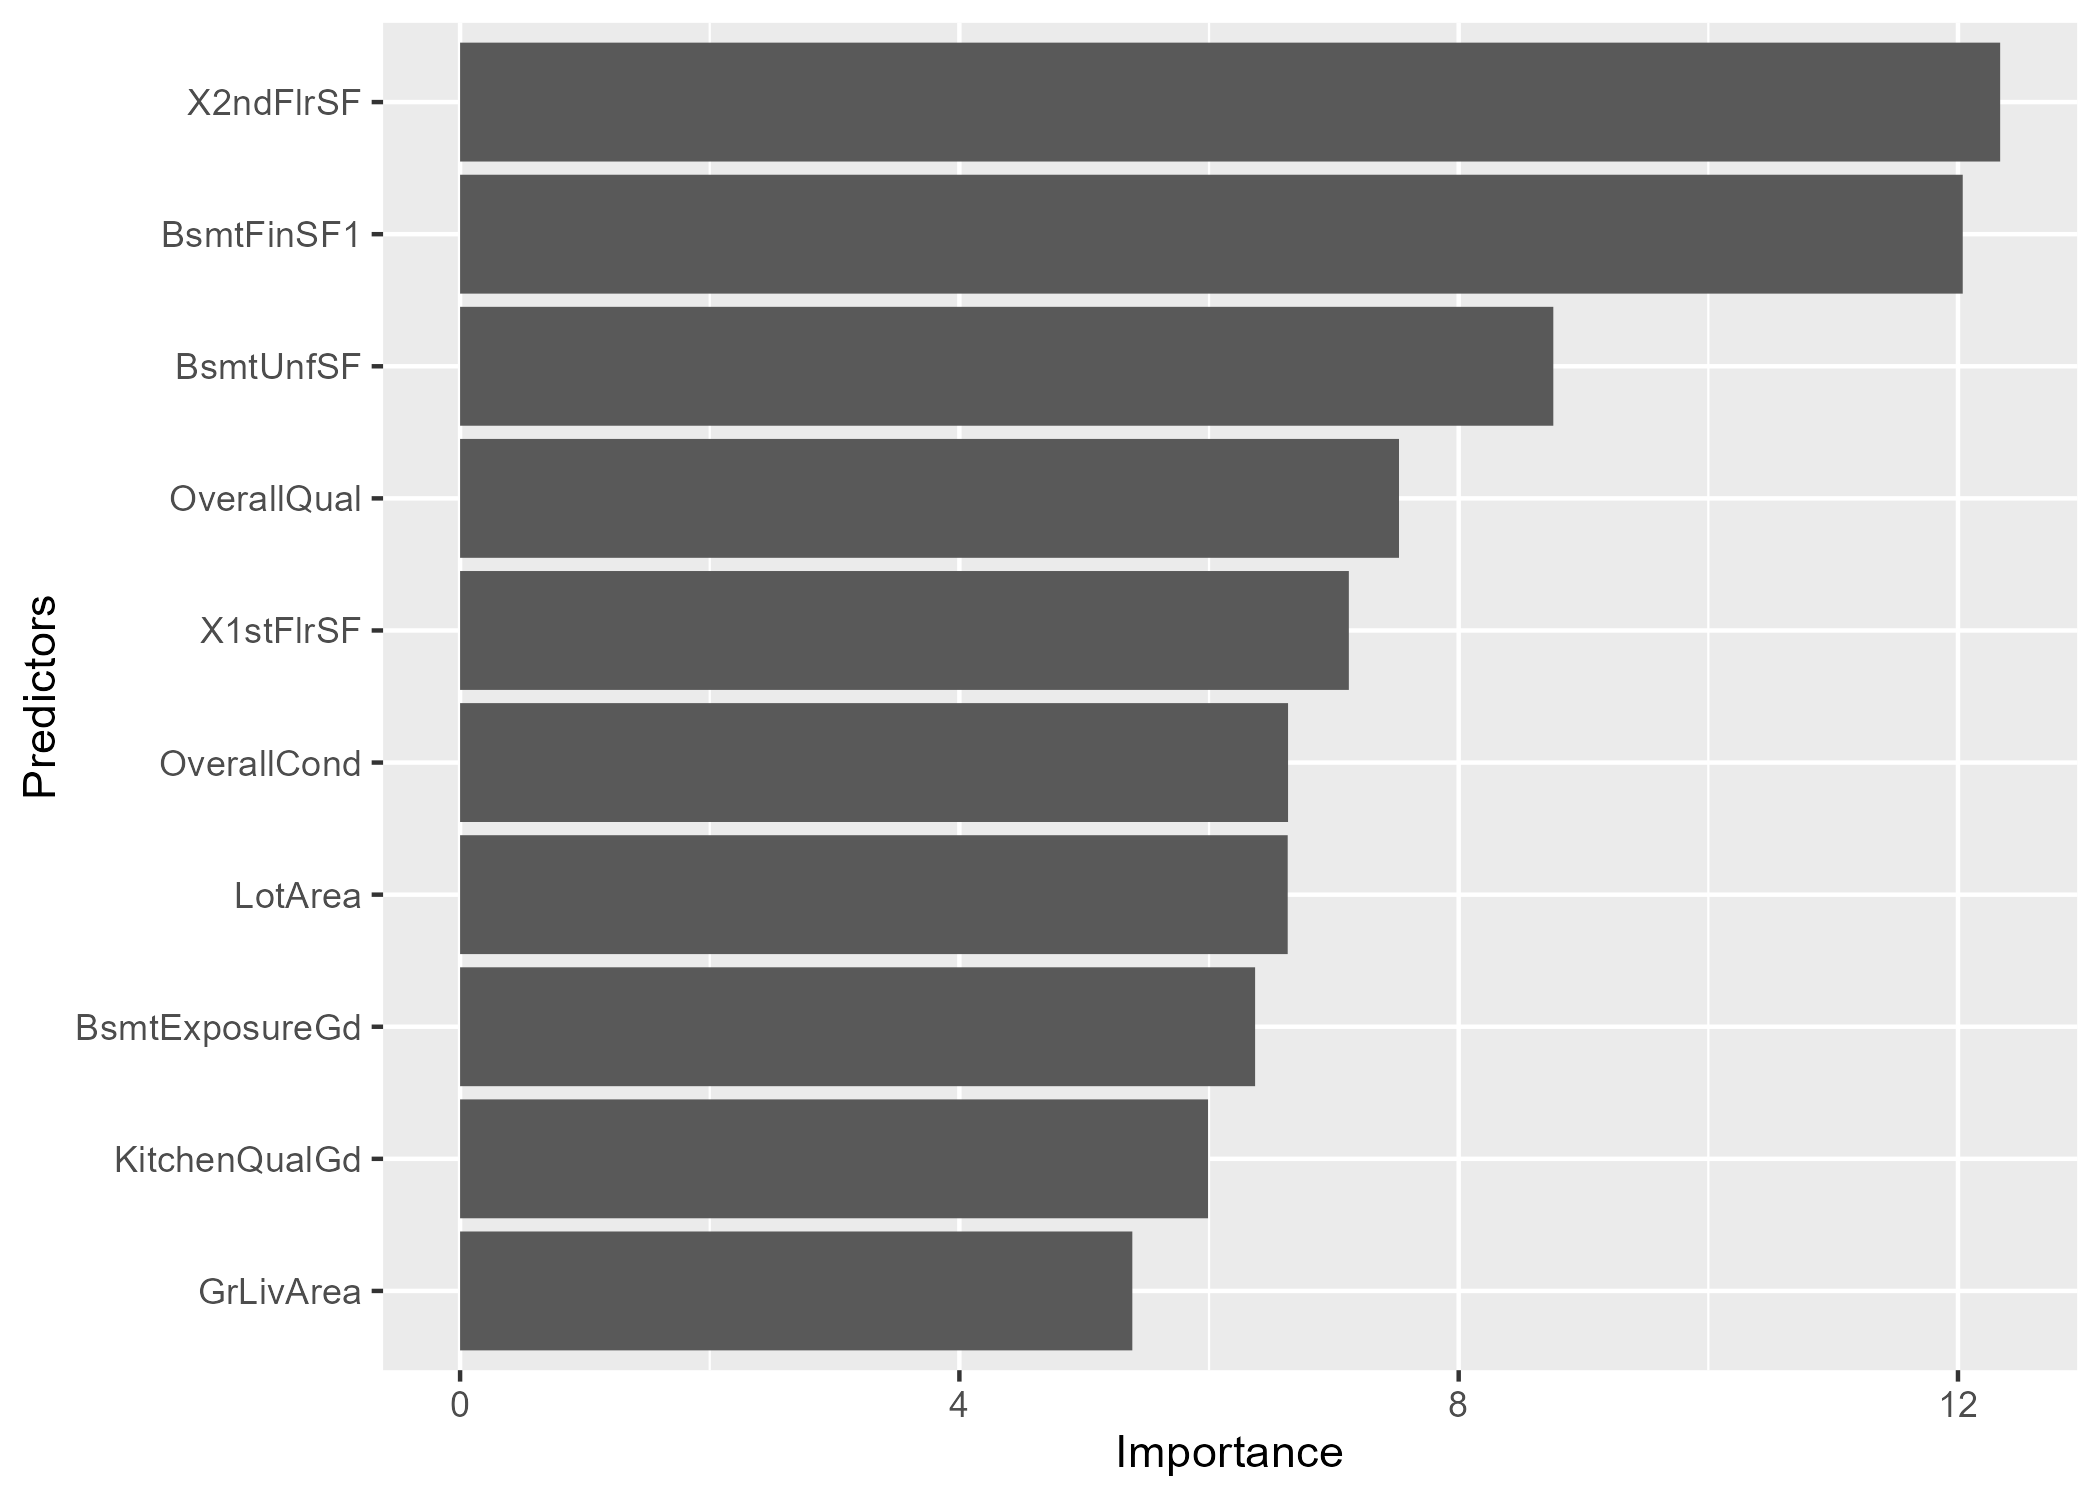 Predictors
X2ndFlrSF
BsmtFinSF1
BsmtUnfSF
OverallQual
X1stFlrSF
OverallCond
LotArea
BsmtExposureGd
KitchenQualGd
GrLivArea
0 4 8 12
Importance